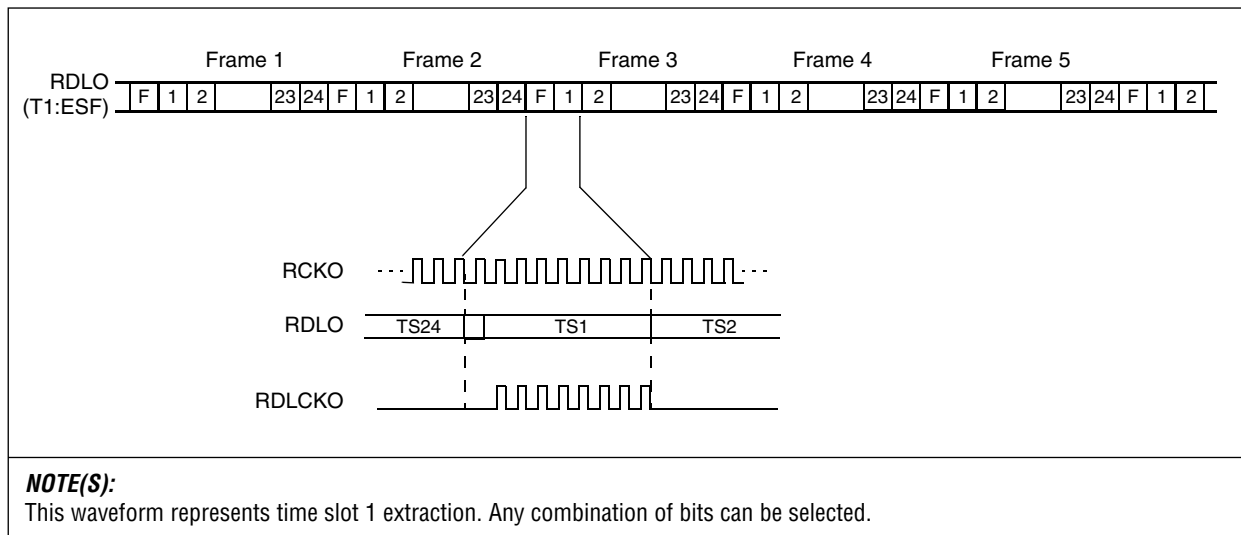 Frame 1 Frame 2 Frame 3 Frame 4 Frame 5
RDLO
(T1:ESF)
F 1 2 23 24 F 1 2 23 24 F 1 2 23 24 F 1 2 23 24 F 1 2 23 24 F 1 2
RCKO
RDLO TS24 TS1 TS2
RDLCKO
NOTE(S):
This waveform represents time slot 1 extraction. Any combination of bits can be selected.